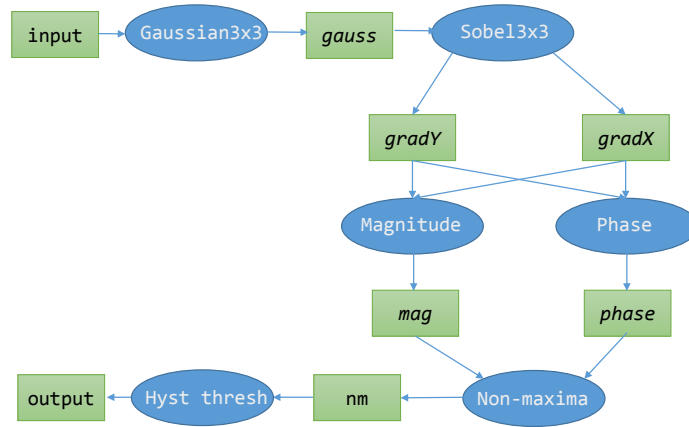 input
Gaussian3x3
gauss
Sobel3x3
gradY
gradX
Magnitude
Phase
mag
phase
output
Hyst thresh
nm
Non-maxima